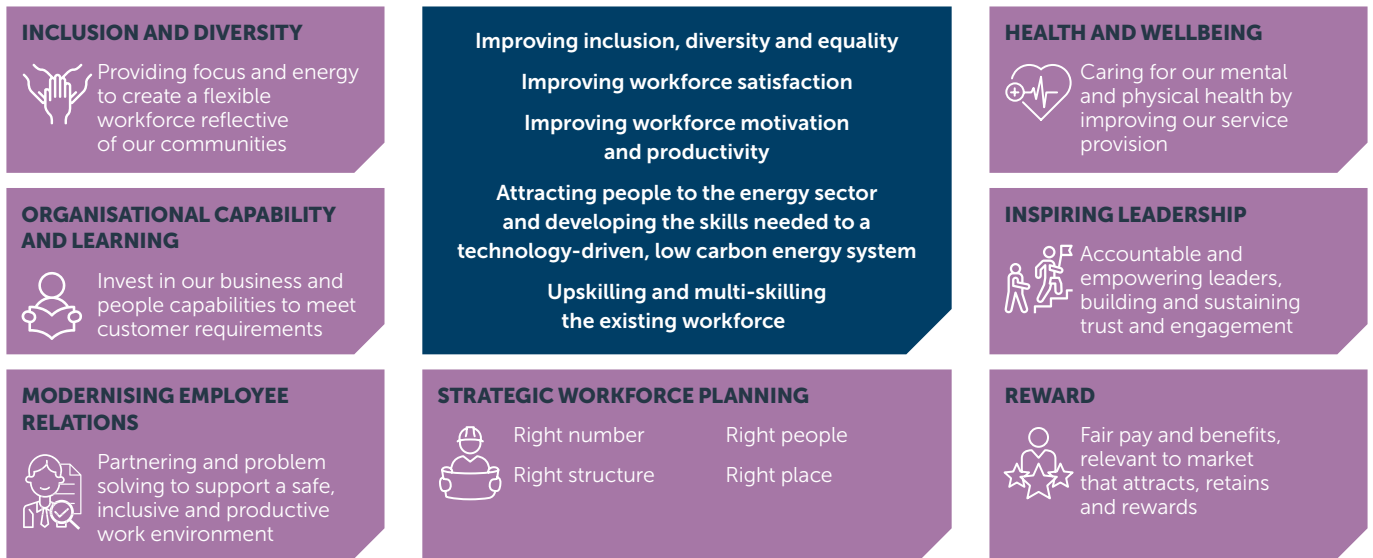 INCLUSION AND DIVERSITY
Providing focus and energy
to create a flexible
workforce reflective
of our communities
ORGANISATIONAL CAPABILITY
AND LEARNING
Invest in our business and
people capabilities to meet
customer requirements
MODERNISING EMPLOYEE
RELATIONS
Partnering and problem
solving to support a safe,
inclusive and productive
work environment
Improving inclusion, diversity and equality
Improving workforce satisfaction
Improving workforce motivation
and productivity
Attracting people to the energy sector
and developing the skills needed to a
technology-driven, low carbon energy system
Upskilling and multi-skilling
the existing workforce
STRATEGIC WORKFORCE PLANNING
Right number
Right people
Right structure
Right place
HEALTH AND WELLBEING
Caring for our mental
and physical health by
improving our service
provision
INSPIRING LEADERSHIP
Accountable and
empowering leaders,
building and sustaining
trust and engagement
REWARD
Fair pay and benefits,
relevant to market
that attracts, retains
and rewards